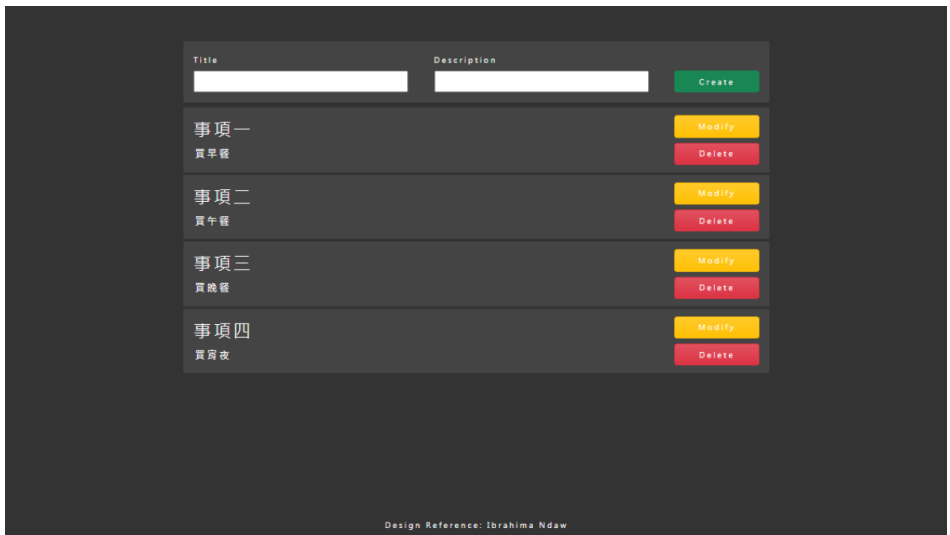 Title Description
Create
事項一
Modify
買早餐
Delete
事項二
Modify
買午餐
Delete
事項三
Modify
買晚餐
Delete
事項四
Modify
買宵夜
Delete
Design Reference: Ibrahima Ndaw